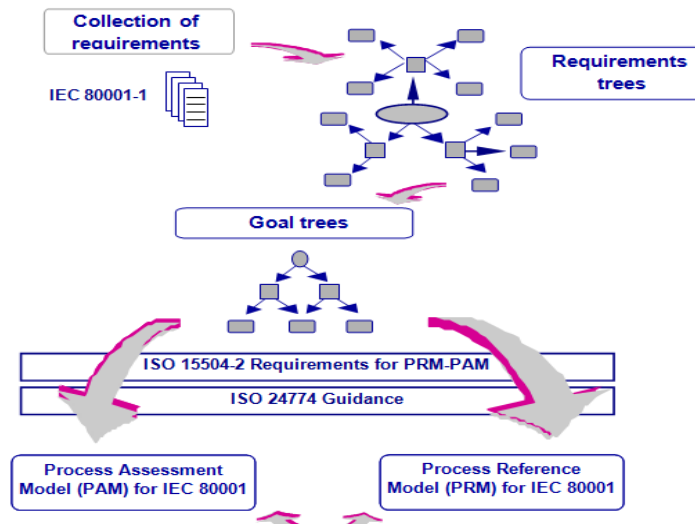 Collection of
requirements
IEC 80001-1
Requirements
trees
Goal trees
ISO 15504-2 Requirements for PRM-PAM
ISO 24774 Guidance
Process Assessment
Model (PAM) for IEC 80001
Process Reference
Model (PRM) for IEC 80001